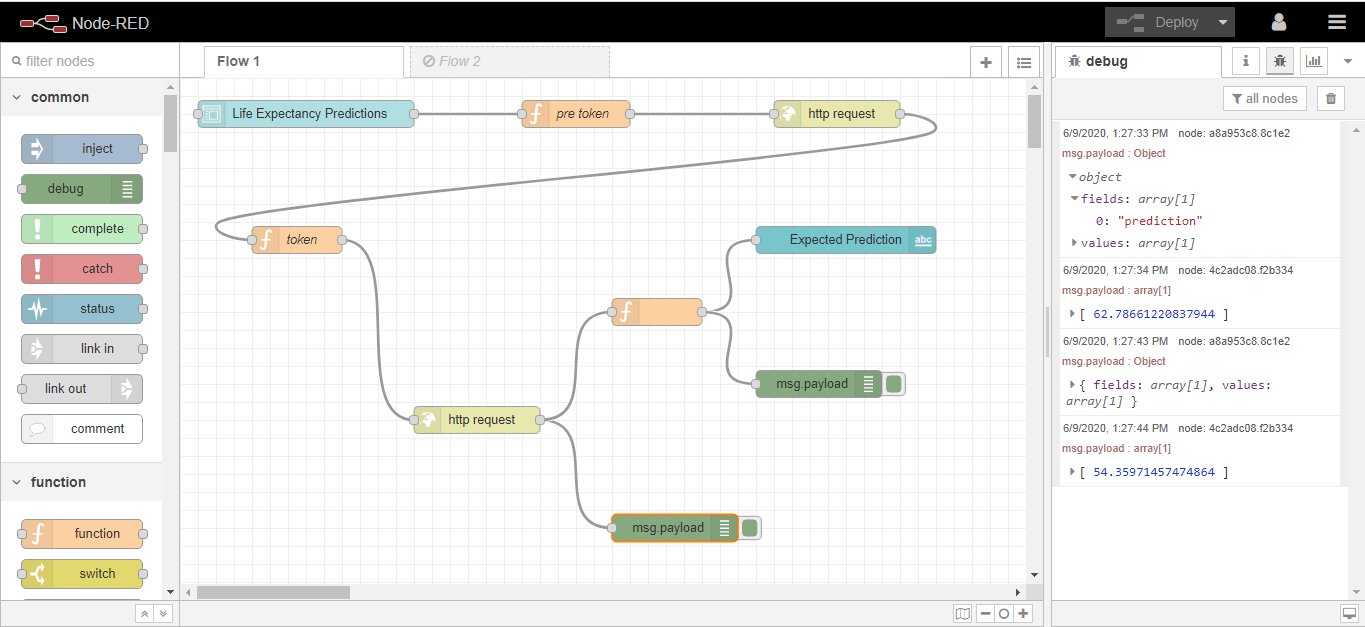 Node-RED
Deploy
filter nodes
common
inject
debug
complete
catch
status
link in
link out
comment
function
function
switch
Flow 1
Flow 2
Life Expectancy Predictions
pre token
http request
token
Expected Prediction
abc
msg.payload
http request
msg.payload
debug
all nodes
6/9/2020, 1:27:33 PM node: a8a953c8.8c1e2
msg.payload : Object
object
fields: array[1]
0: "prediction"
values: array[1]
6/9/2020, 1:27:34 PM node: 4c2adc08.f2b334
msg.payload : array[1]
[ 62.78661220837944 ]
6/9/2020, 1:27:43 PM node: a8a953c8.8c1e2
msg.payload : Object
{ fields: array[1], values:
array[1] }
6/9/2020, 1:27:44 PM node: 4c2adc08.f2b334
msg.payload : array[1]
[ 54.35971457474864 ]